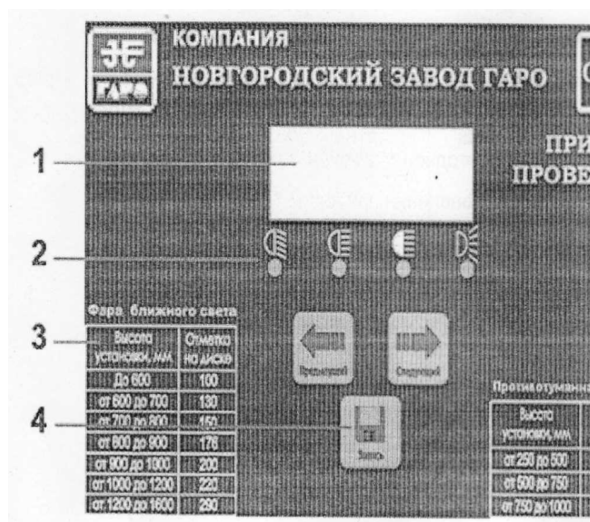 ГАРО
КОМПАНИЯ
НОВГОРОДСКИЙ ЗАВОД ГАРО
ПРИ
ПРОВЕ
1
2
3
4
Фара ближного света
Высота установки, мм
Отметка на диске
До 600 100
от 600 до 700 130
от 700 до 800 150
от 800 до 900 176
от 900 до 1000 200
от 1000 до 1200 220
от 1200 до 1600 290
Предыдущий
Следующий
Запись
Противотуманна
Высота
установки, мм
от 250 до 500
от 500 до 750
от 750 до 1000